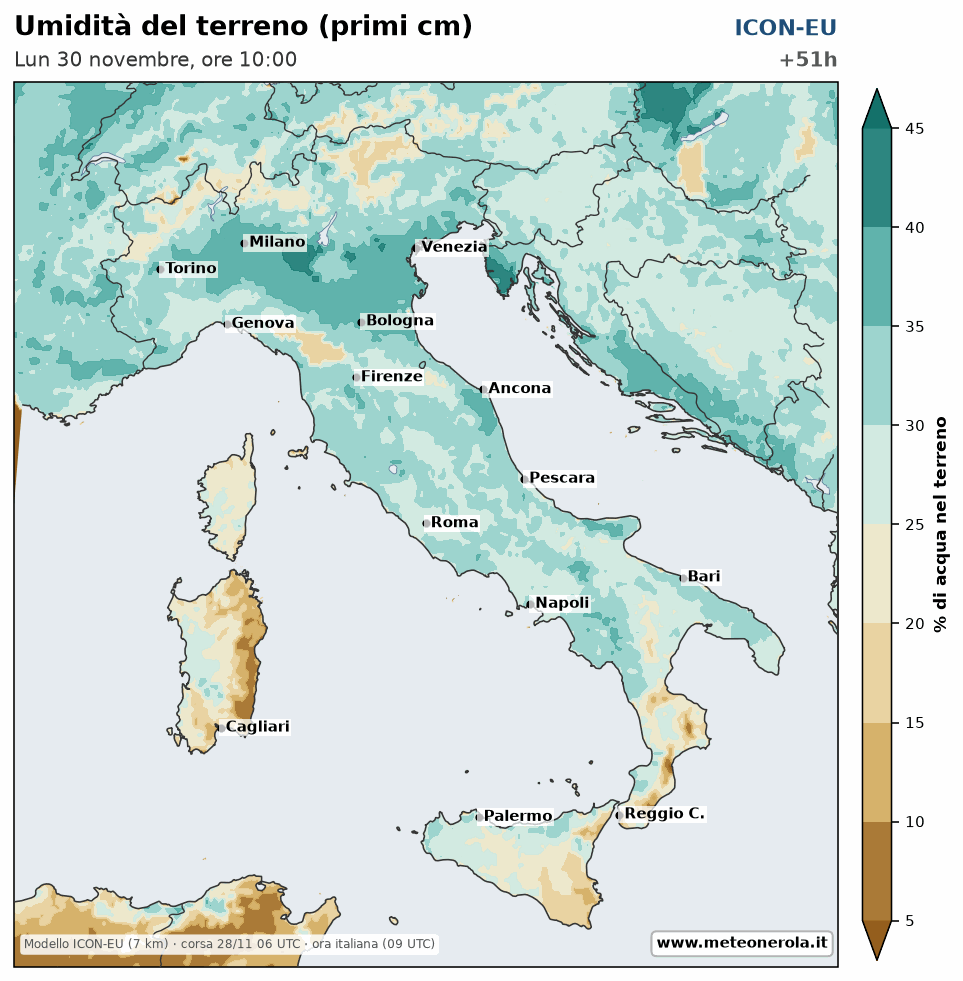 Umidità del terreno (primi cm)
ICON-EU
Lun 30 novembre, ore 10:00
+51h
45
40
35
30
25
20
15
10
5
% di acqua nel terreno
Milano
Venezia
Torino
Genova
Bologna
Firenze
Ancona
Pescara
Roma
Bari
Napoli
Cagliari
Palermo
Reggio C.
Modello ICON-EU (7 km) · corsa 28/11 06 UTC · ora italiana (09 UTC)
www.meteonerola.it